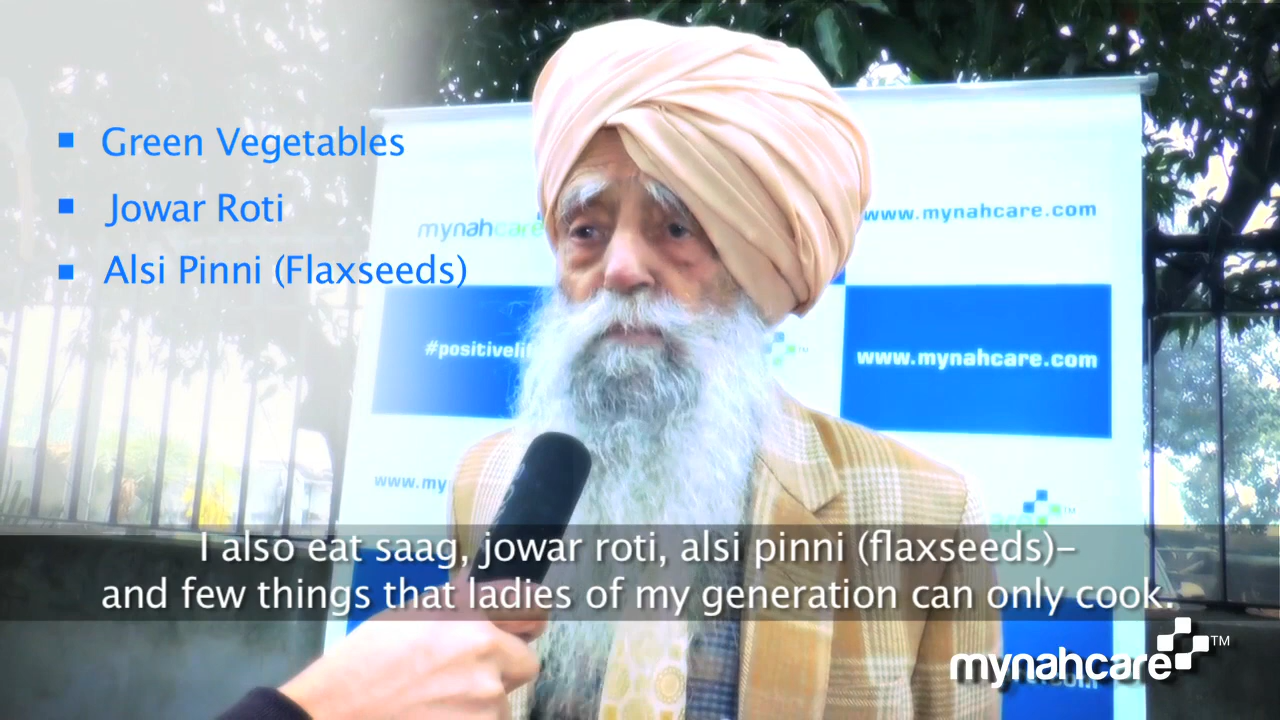 Green Vegetables
Jowar Roti
Alsi Pinni (Flaxseeds)
mynahcare
www.mynahcare.com
#positiveli
www.mynahcare.com
www.my
I also eat saag, jowar roti, alsi pinni (flaxseeds)–
and few things that ladies of my generation can only cook.
mynahcare™